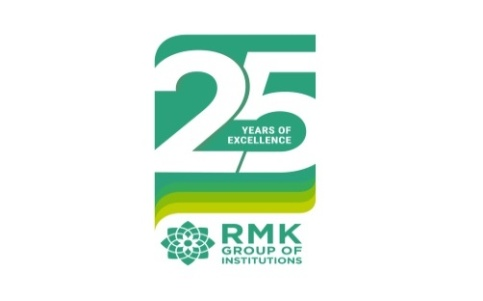 25
YEARS OF
EXCELLENCE
RMK
GROUP OF
INSTITUTIONS